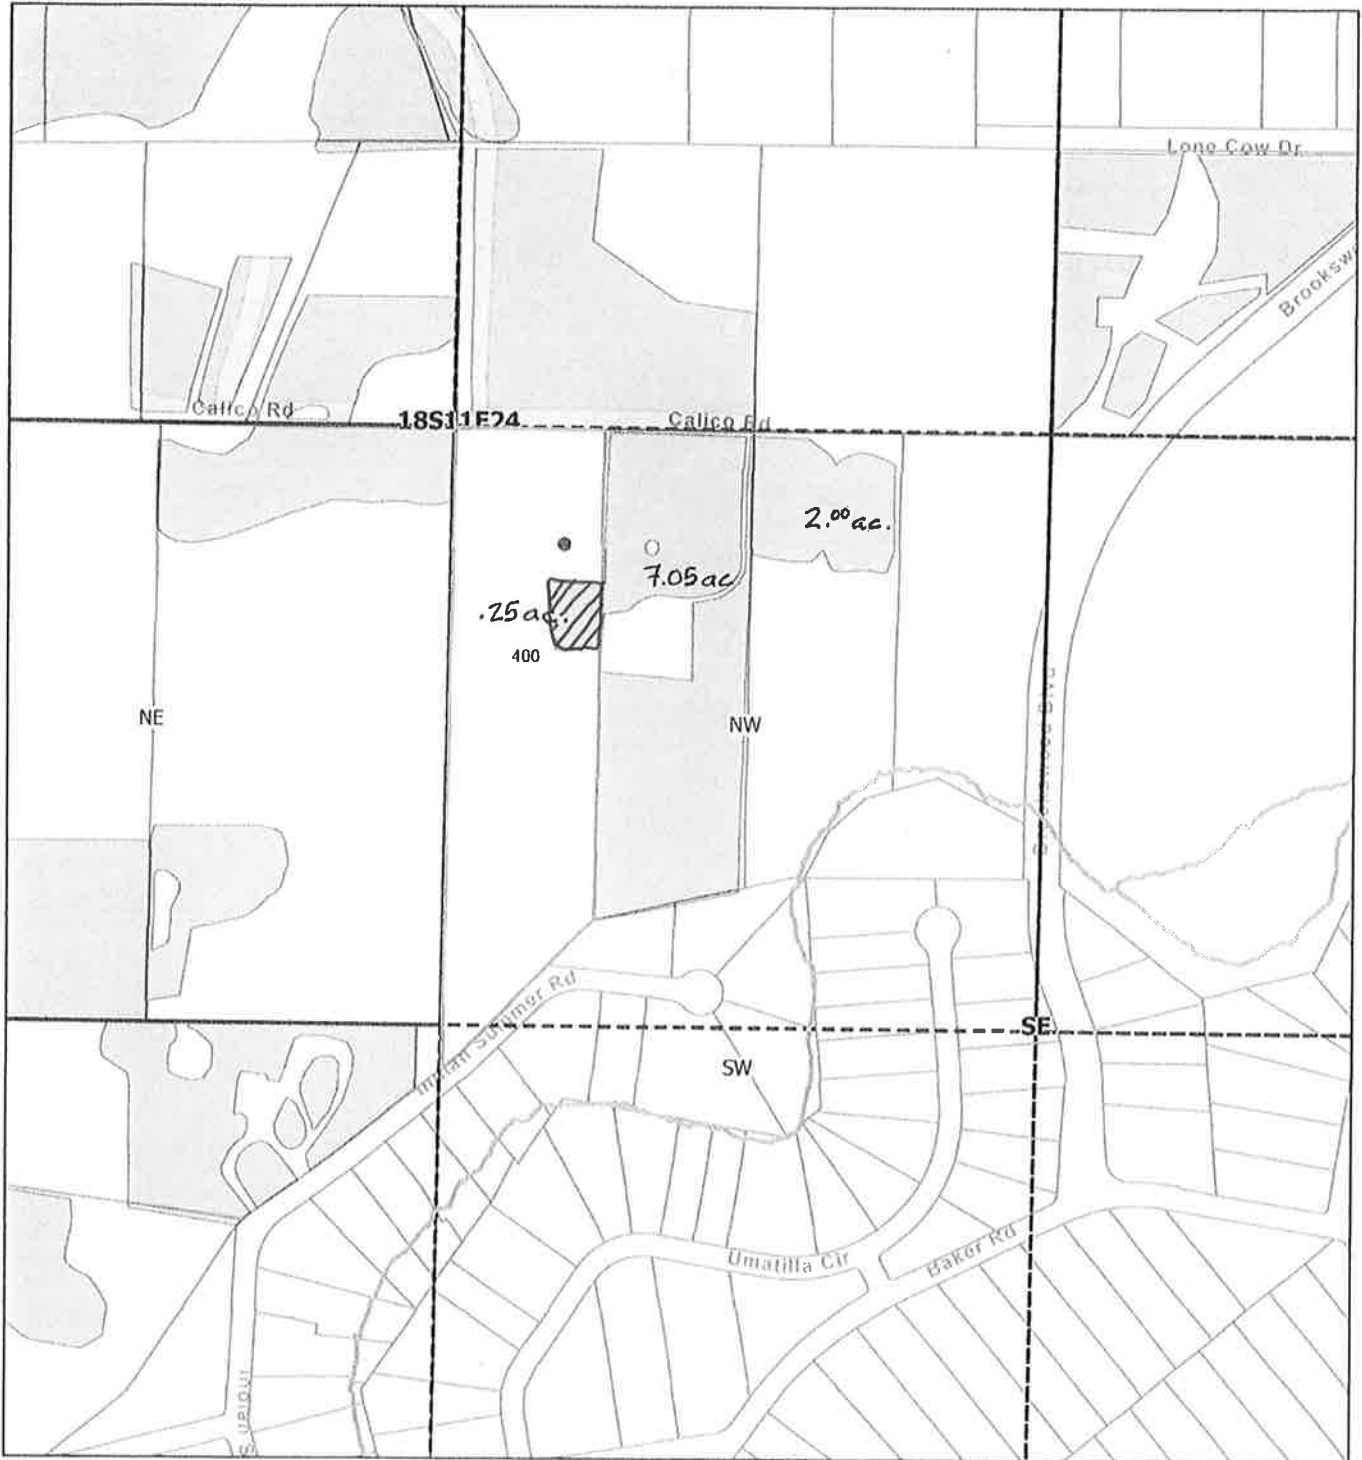 Lone Cow Dr
Calico Rd
18S11E24
Calico Rd
2.00 ac.
7.05 ac
.25 ac.
400
NE
NW
Indian Summer Rd
SE
SW
Umatilla Cir
Baker Rd
Indian S